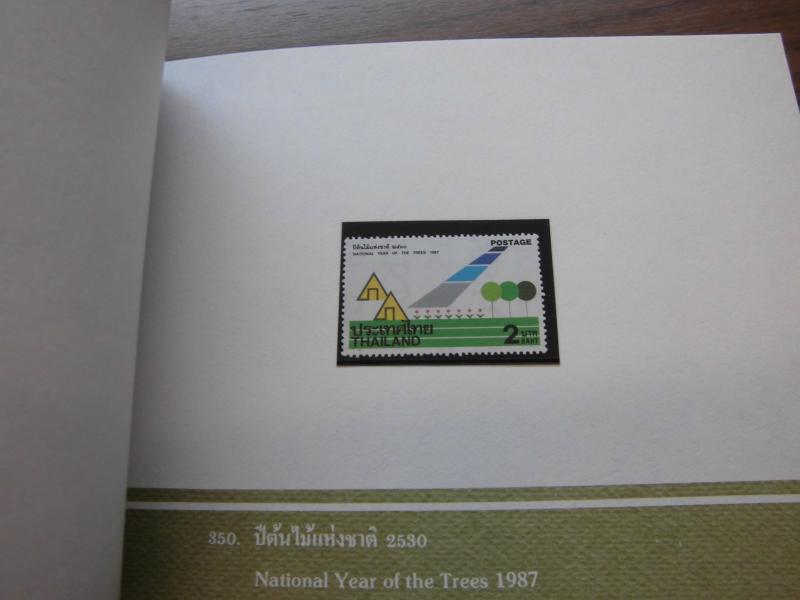 ปีต้นไม้แห่งชาติ ๒๕๓๐
NATIONAL YEAR OF THE TREES 1987
POSTAGE
ประเทศไทย
THAILAND
2 บาท
BAHT
350. ปีต้นไม้แห่งชาติ 2530
National Year of the Trees 1987